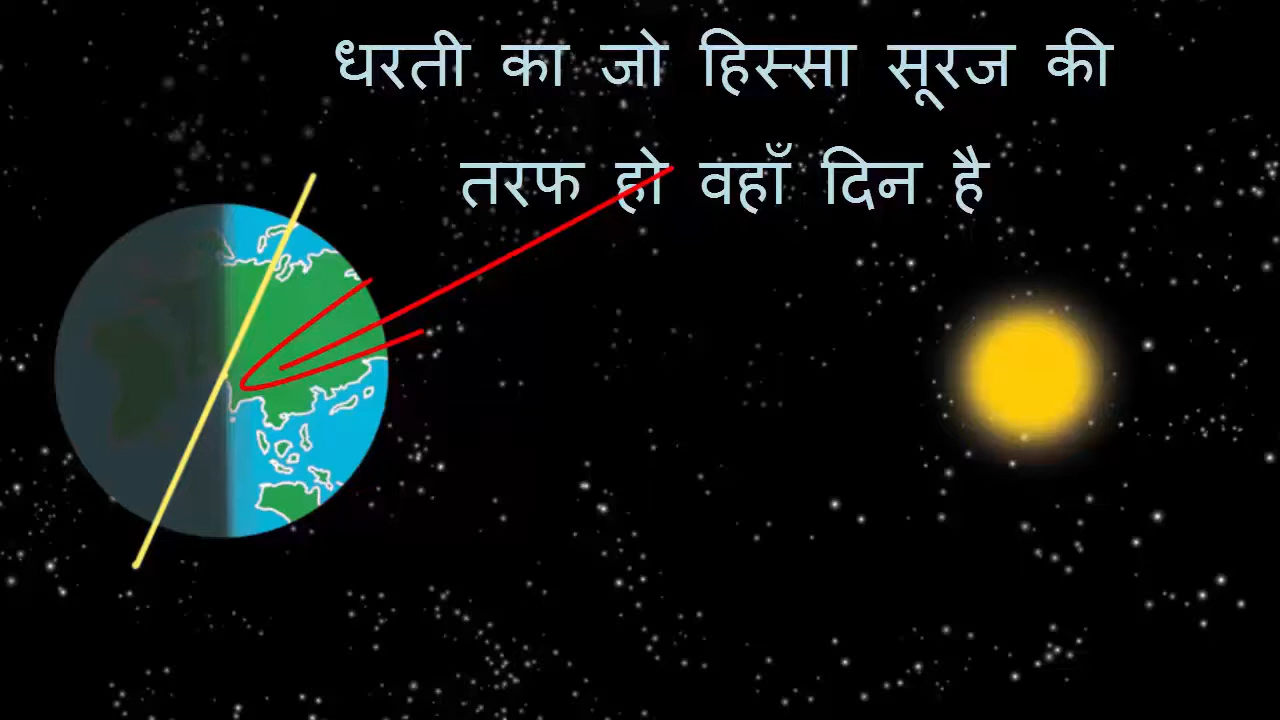 धरती का जो हिस्सा सूरज की
तरफ हो वहाँ दिन है